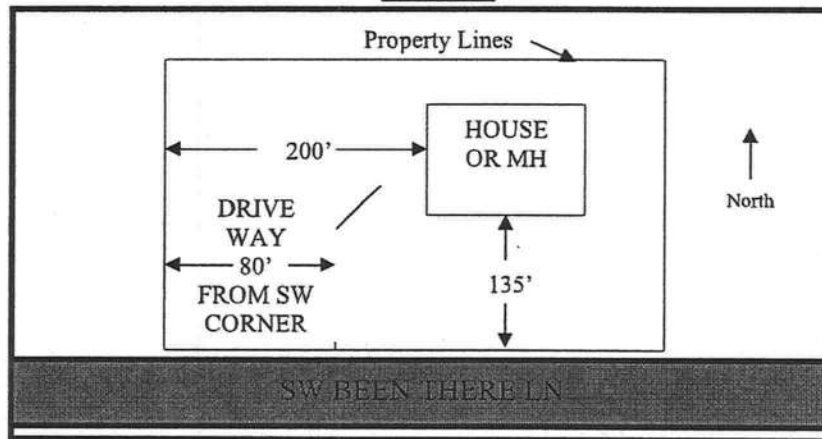 Property Lines
HOUSE
OR MH
200'
North
DRIVE
WAY
80'
FROM SW
CORNER
135'
SW BEEN THERE LN